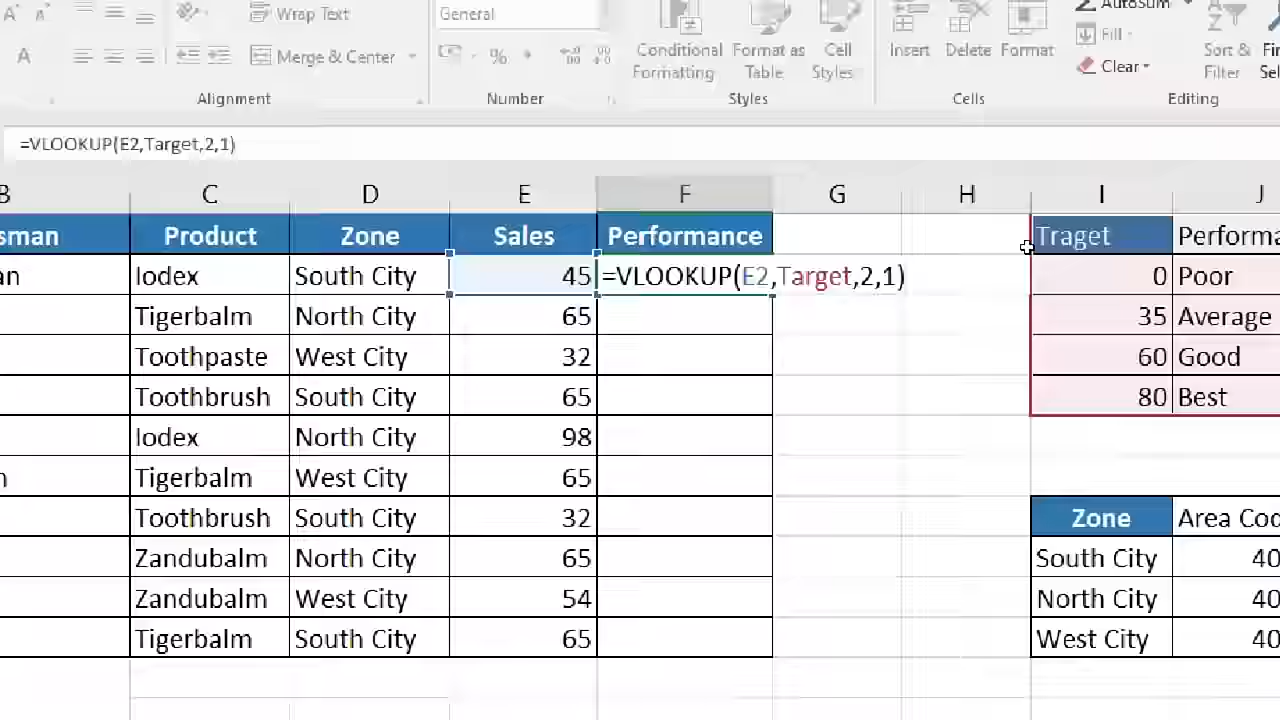 Wrap Text
General
AutoSum
Merge & Center
%
Conditional Formatting
Format as Table
Cell Styles
Insert
Delete
Format
Fill
Clear
Sort & Filter
Alignment
Number
Styles
Cells
Editing
=VLOOKUP(E2,Target,2,1)
B C D E F G H I J
sman Product Zone Sales Performance Traget Performa
an Iodex South City 45 =VLOOKUP(E2,Target,2,1) 0 Poor
Tigerbalm North City 65 35 Average
Toothpaste West City 32 60 Good
Toothbrush South City 65 80 Best
Iodex North City 98
n Tigerbalm West City 65
Toothbrush South City 32 Zone Area Cod
Zandubalm North City 65 South City 40
Zandubalm West City 54 North City 40
Tigerbalm South City 65 West City 40